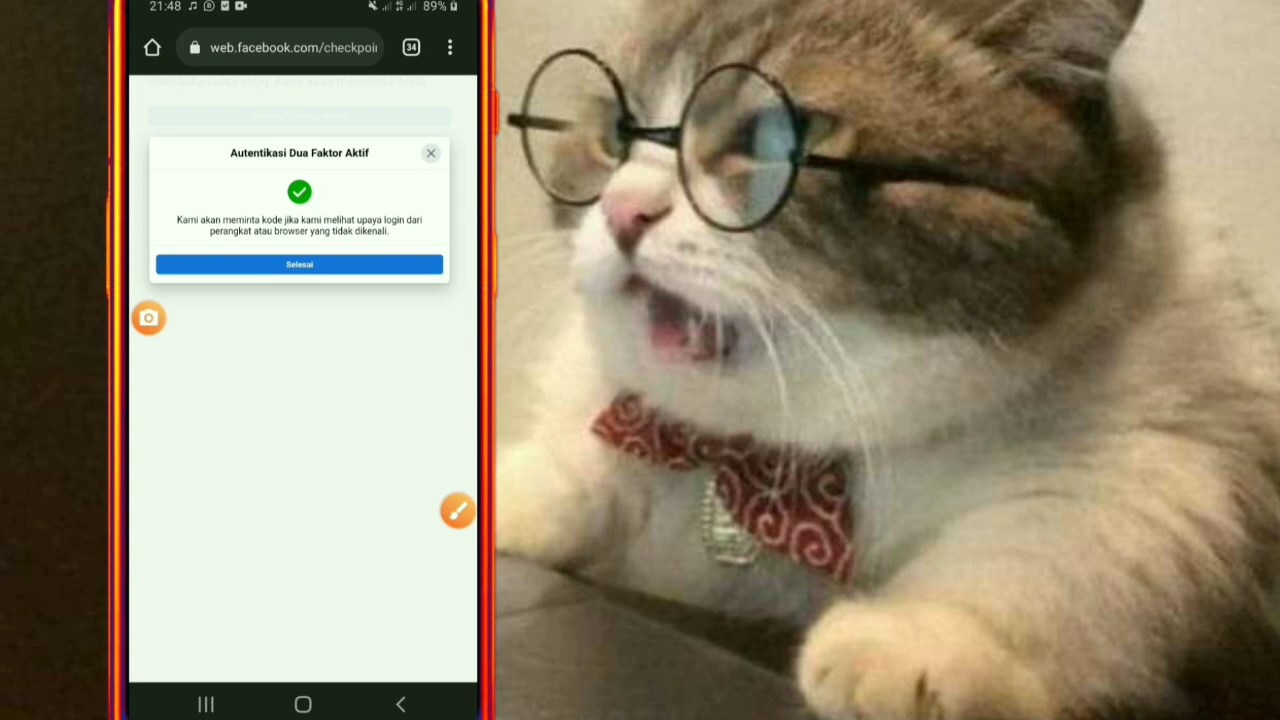 21:48
89%
web.facebook.com/checkpoi
34
Autentikasi Dua Faktor Aktif
Kami akan meminta kode jika kami melihat upaya login dari
perangkat atau browser yang tidak dikenali.
Selesai